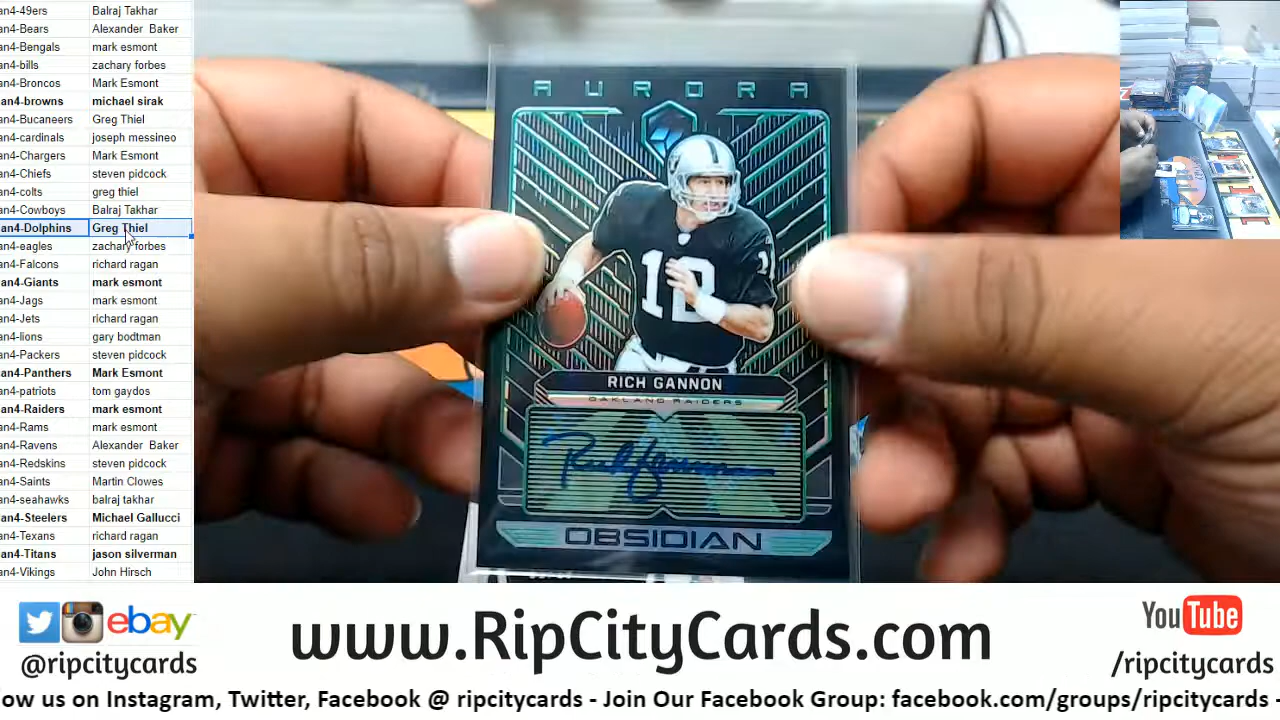 an4-49ers Balraj Takhar
an4-Bears Alexander Baker
an4-Bengals mark esmont
an4-bills zachary forbes
an4-Broncos Mark Esmont
an4-browns michael sirak
an4-Bucaneers Greg Thiel
an4-cardinals joseph messineo
an4-Chargers Mark Esmont
an4-Chiefs steven pidcock
an4-colts greg thiel
an4-Cowboys Balraj Takhar
an4-Dolphins Greg Thiel
an4-eagles zachary forbes
an4-Falcons richard ragan
an4-Giants mark esmont
an4-Jags mark esmont
an4-Jets richard ragan
an4-lions gary bodtman
an4-Packers steven pidcock
an4-Panthers Mark Esmont
an4-patriots tom gaydos
an4-Raiders mark esmont
an4-Rams mark esmont
an4-Ravens Alexander Baker
an4-Redskins steven pidcock
an4-Saints Martin Clowes
an4-seahawks balraj takhar
an4-Steelers Michael Gallucci
an4-Texans richard ragan
an4-Titans jason silverman
an4-Vikings John Hirsch
AURORA
12
RICH GANNON
OAKLAND RAIDERS
Rich Gannon
OBSIDIAN
ebay
@ripcitycards
www.RipCityCards.com
YouTube
/ripcitycards
ow us on Instagram, Twitter, Facebook @ ripcitycards - Join Our Facebook Group: facebook.com/groups/ripcitycards -